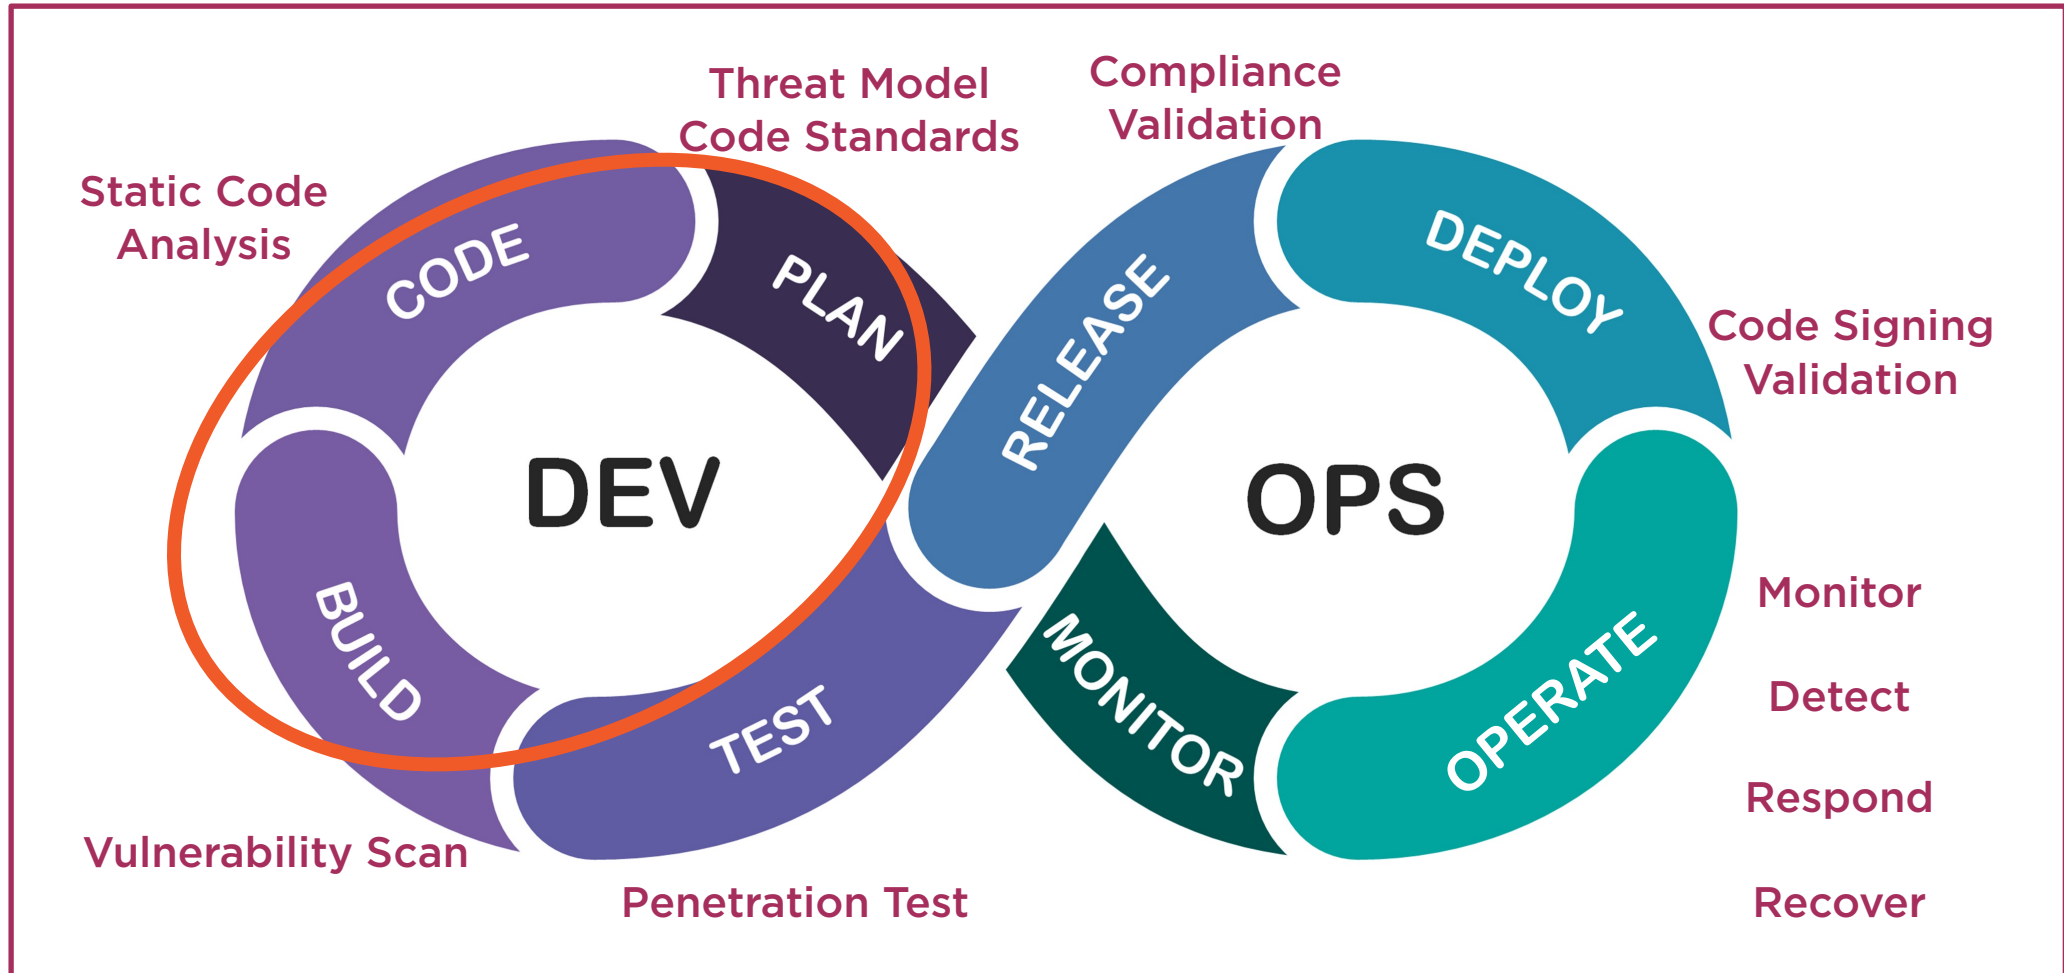 Threat Model
Code Standards
Compliance
Validation
Static Code
Analysis
CODE
PLAN
RELEASE
DEPLOY
Code Signing
Validation
DEV
OPS
BUILD
TEST
MONITOR
OPERATE
Monitor
Detect
Respond
Recover
Vulnerability Scan
Penetration Test